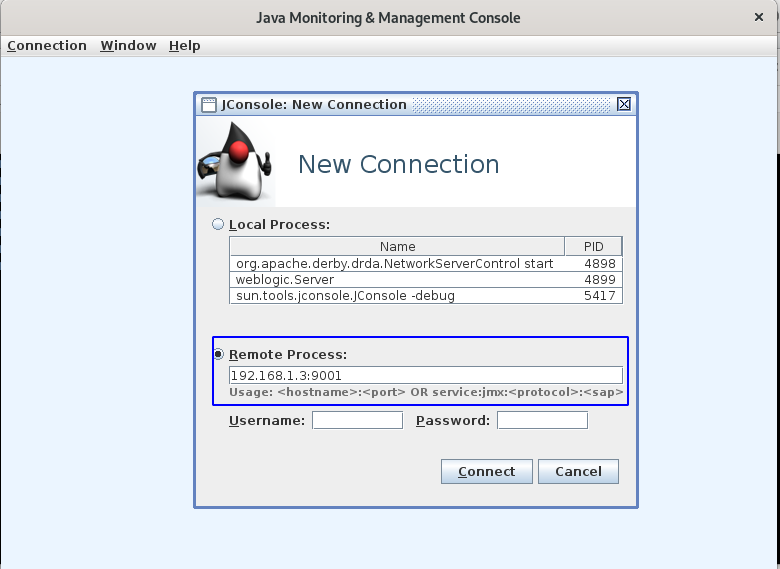 Java Monitoring & Management Console
Connection Window Help
JConsole: New Connection
New Connection
Local Process:
Name PID
org.apache.derby.drda.NetworkServerControl start 4898
weblogic.Server 4899
sun.tools.jconsole.JConsole -debug 5417
Remote Process:
192.168.1.3:9001
Usage: <hostname>:<port> OR service:jmx:<protocol>:<sap>
Username: Password:
Connect Cancel